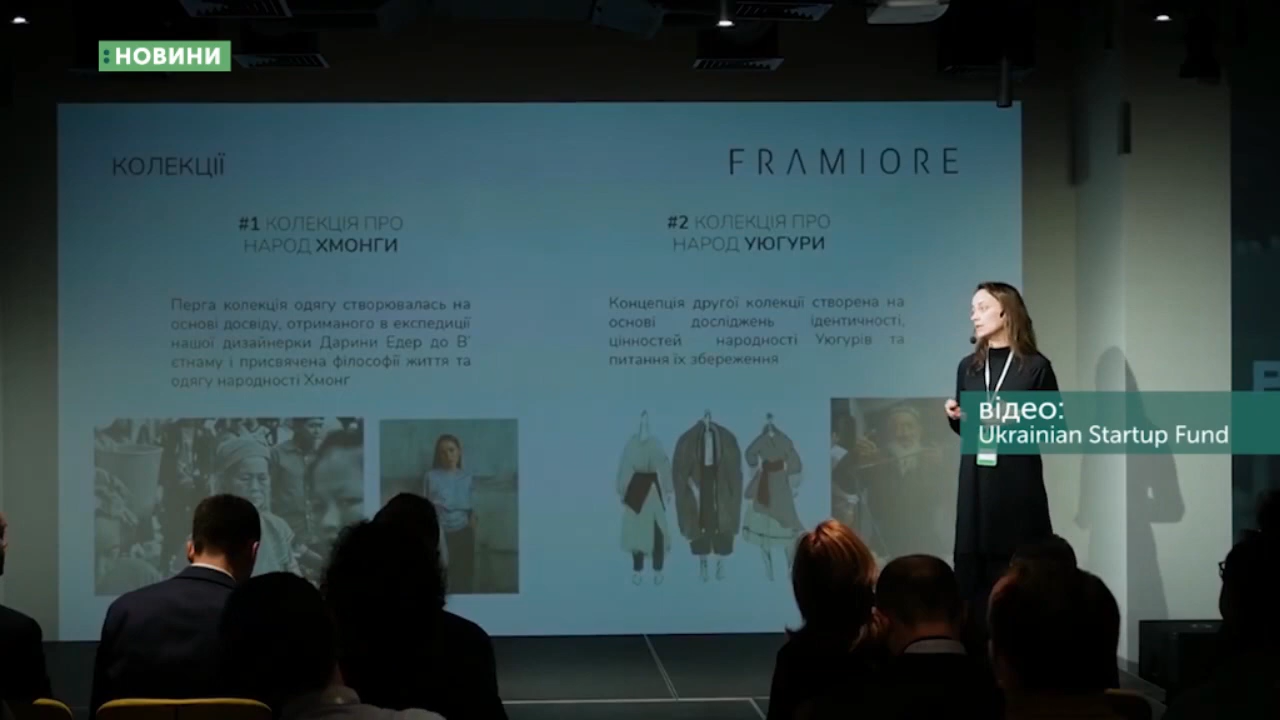 НОВИНИ
КОЛЕКЦІЇ
FRAMIORE
#1 КОЛЕКЦІЯ ПРО
НАРОД ХМОНГИ
Перга колекція одягу створювалась на
основі досвіду, отриманого в експедиції
нашої дизайнерки Дарини Едер до В'
єтнаму і присвячена філософії життя та
одягу народності Хмонг
#2 КОЛЕКЦІЯ ПРО
НАРОД УЮГУРИ
Концепція другої колекції створена на
основі досліджень ідентичності,
цінностей народності Уюгурів та
питання їх збереження
відео:
Ukrainian Startup Fund